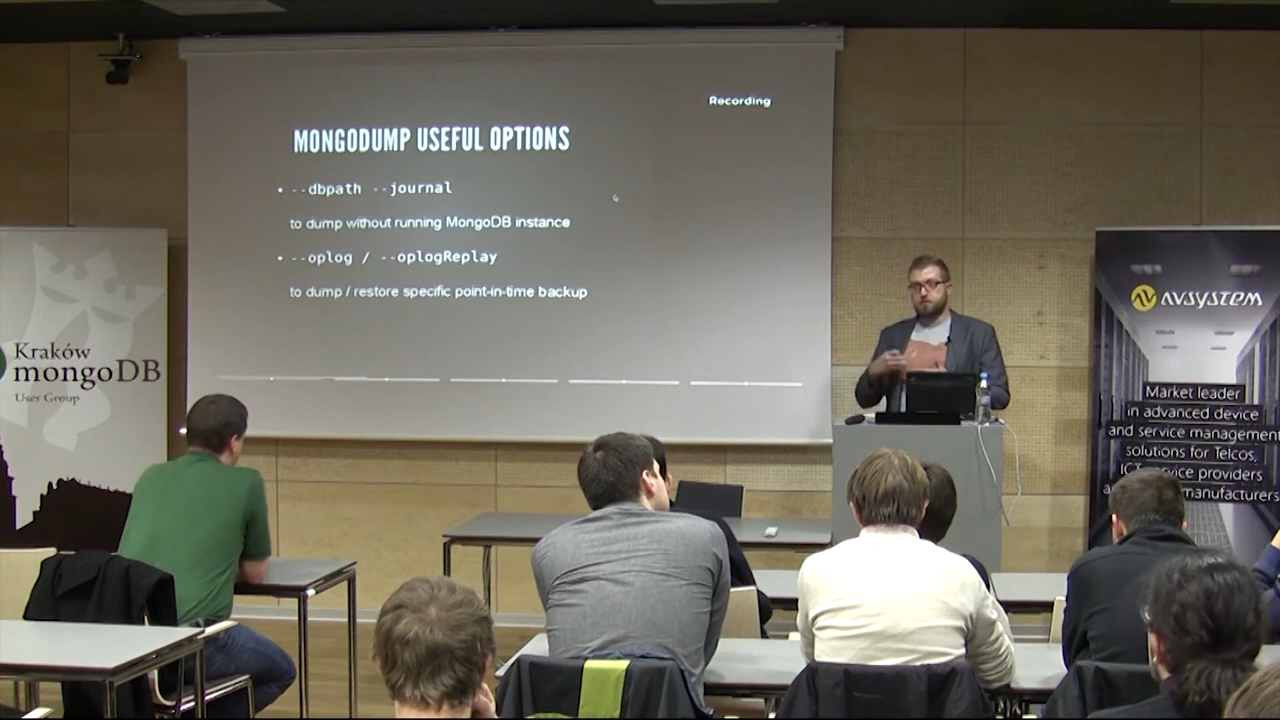 Recording
MONGODUMP USEFUL OPTIONS
• --dbpath --journal
to dump without running MongoDB instance
• --oplog / --oplogReplay
to dump / restore specific point-in-time backup
Kraków
mongoDB
User Group
AVSYSTEM
Market leader
in advanced device
and service management
solutions for Telcos,
ICT service providers
manufacturers